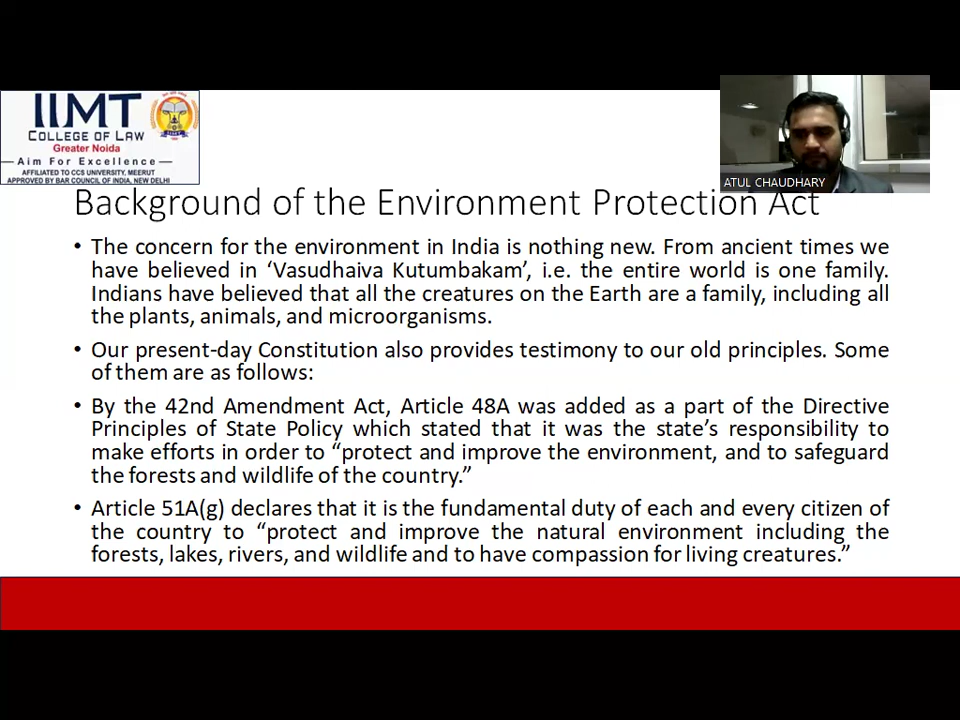 IIMT
COLLEGE OF LAW
Greater Noida
Aim For Excellence
AFFILIATED TO CCS UNIVERSITY, MEERUT
APPROVED BY BAR COUNCIL OF INDIA, NEW DELHI
ATUL CHAUDHARY
Background of the Environment Protection Act
• The concern for the environment in India is nothing new. From ancient times we
have believed in ‘Vasudhaiva Kutumbakam’, i.e. the entire world is one family.
Indians have believed that all the creatures on the Earth are a family, including all
the plants, animals, and microorganisms.
• Our present-day Constitution also provides testimony to our old principles. Some
of them are as follows:
• By the 42nd Amendment Act, Article 48A was added as a part of the Directive
Principles of State Policy which stated that it was the state’s responsibility to
make efforts in order to “protect and improve the environment, and to safeguard
the forests and wildlife of the country.”
• Article 51A(g) declares that it is the fundamental duty of each and every citizen of
the country to “protect and improve the natural environment including the
forests, lakes, rivers, and wildlife and to have compassion for living creatures.”